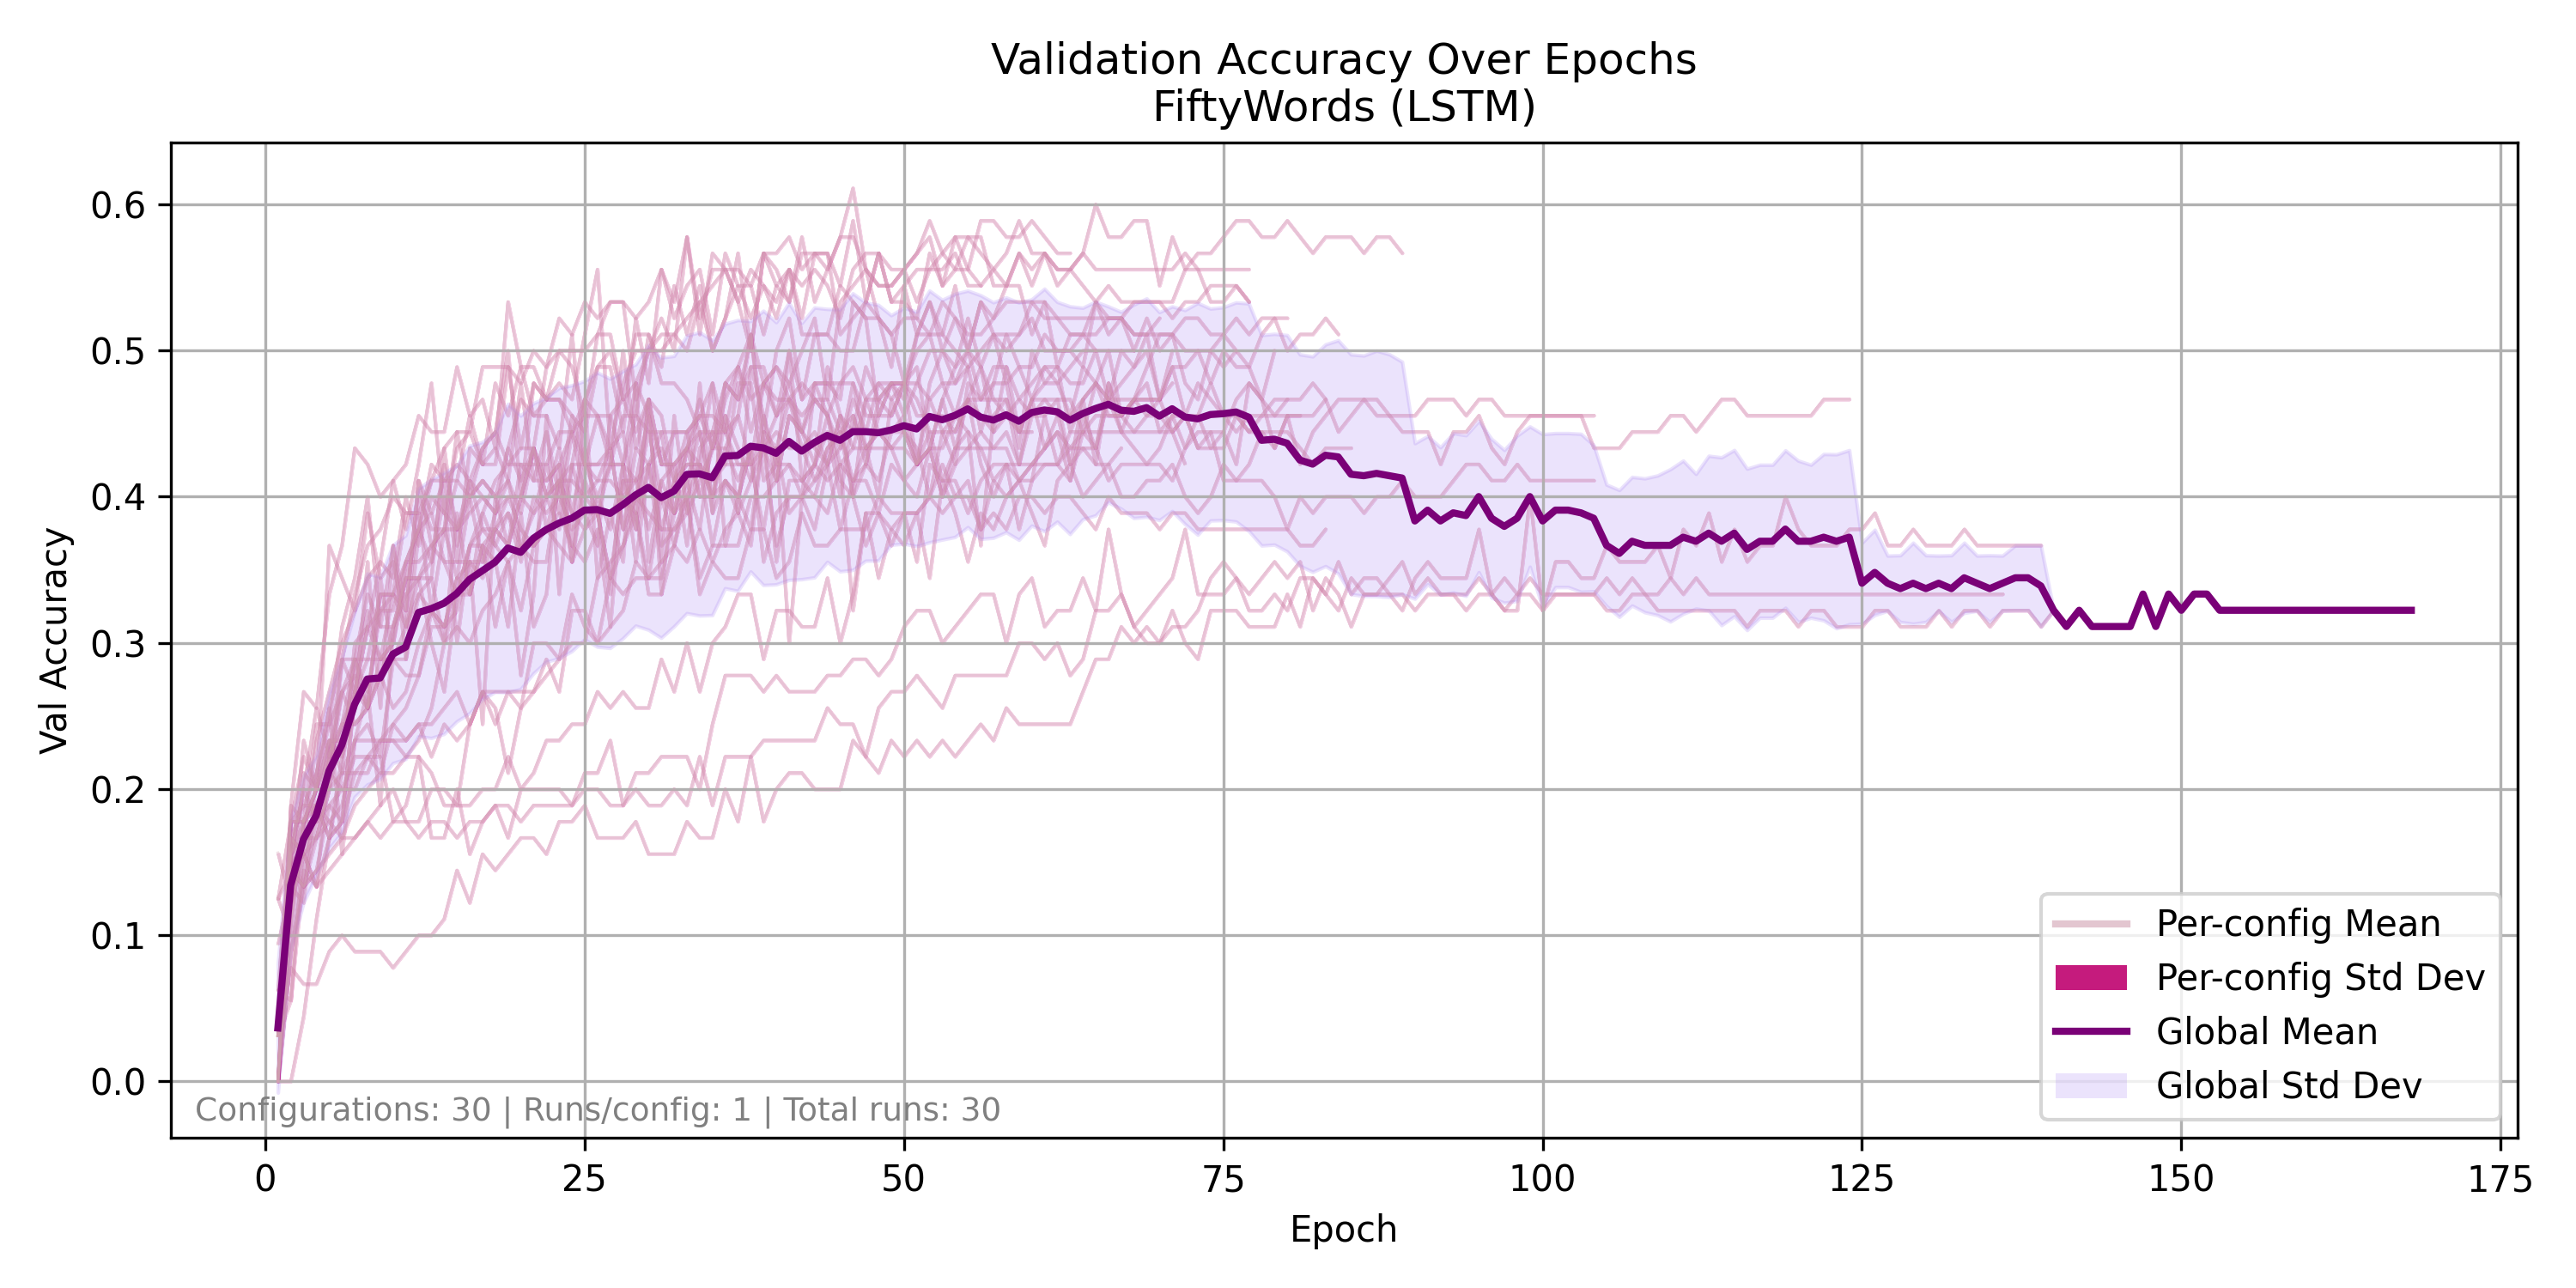 Validation Accuracy Over Epochs
FiftyWords (LSTM)
Val Accuracy
0.6
0.5
0.4
0.3
0.2
0.1
0.0
Configurations: 30 | Runs/config: 1 | Total runs: 30
Per-config Mean
Per-config Std Dev
Global Mean
Global Std Dev
0 25 50 75 100 125 150 175
Epoch